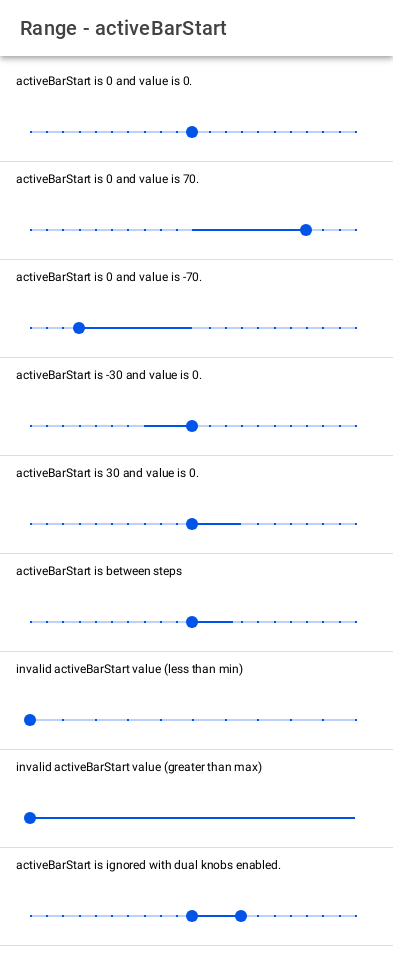 Range - activeBarStart
activeBarStart is 0 and value is 0.
activeBarStart is 0 and value is 70.
activeBarStart is 0 and value is -70.
activeBarStart is -30 and value is 0.
activeBarStart is 30 and value is 0.
activeBarStart is between steps
invalid activeBarStart value (less than min)
invalid activeBarStart value (greater than max)
activeBarStart is ignored with dual knobs enabled.